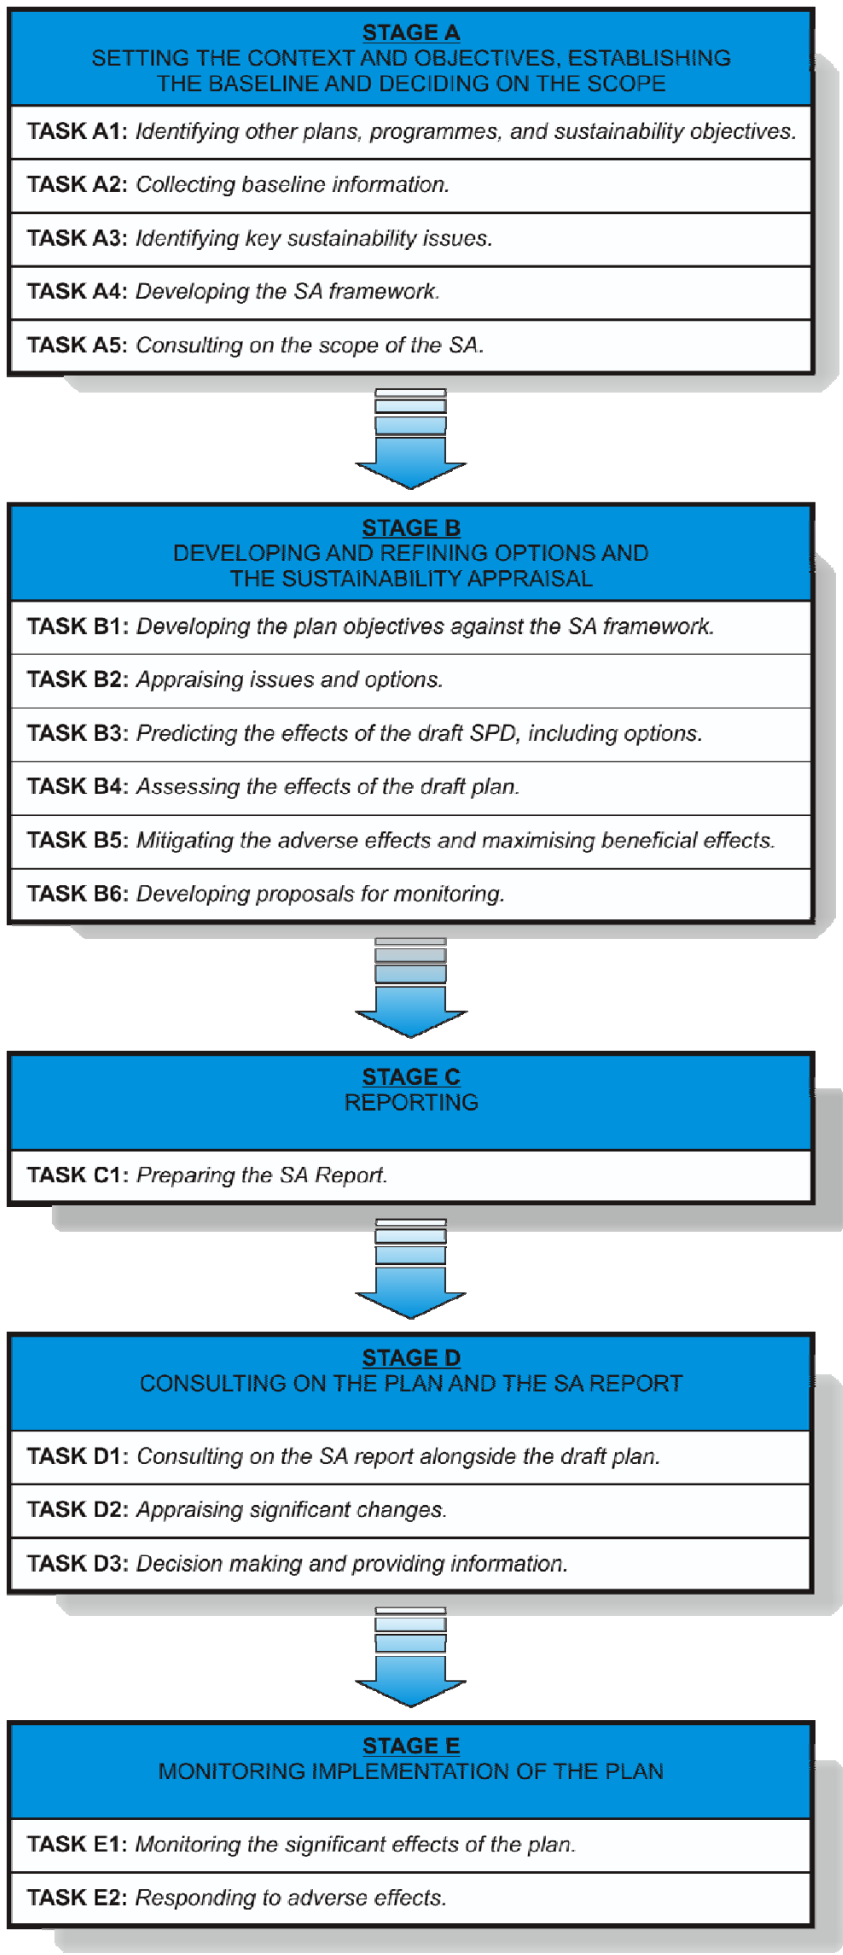 STAGE A
SETTING THE CONTEXT AND OBJECTIVES, ESTABLISHING
THE BASELINE AND DECIDING ON THE SCOPE
TASK A1: Identifying other plans, programmes, and sustainability objectives.
TASK A2: Collecting baseline information.
TASK A3: Identifying key sustainability issues.
TASK A4: Developing the SA framework.
TASK A5: Consulting on the scope of the SA.
STAGE B
DEVELOPING AND REFINING OPTIONS AND
THE SUSTAINABILITY APPRAISAL
TASK B1: Developing the plan objectives against the SA framework.
TASK B2: Appraising issues and options.
TASK B3: Predicting the effects of the draft SPD, including options.
TASK B4: Assessing the effects of the draft plan.
TASK B5: Mitigating the adverse effects and maximising beneficial effects.
TASK B6: Developing proposals for monitoring.
STAGE C
REPORTING
TASK C1: Preparing the SA Report.
STAGE D
CONSULTING ON THE PLAN AND THE SA REPORT
TASK D1: Consulting on the SA report alongside the draft plan.
TASK D2: Appraising significant changes.
TASK D3: Decision making and providing information.
STAGE E
MONITORING IMPLEMENTATION OF THE PLAN
TASK E1: Monitoring the significant effects of the plan.
TASK E2: Responding to adverse effects.